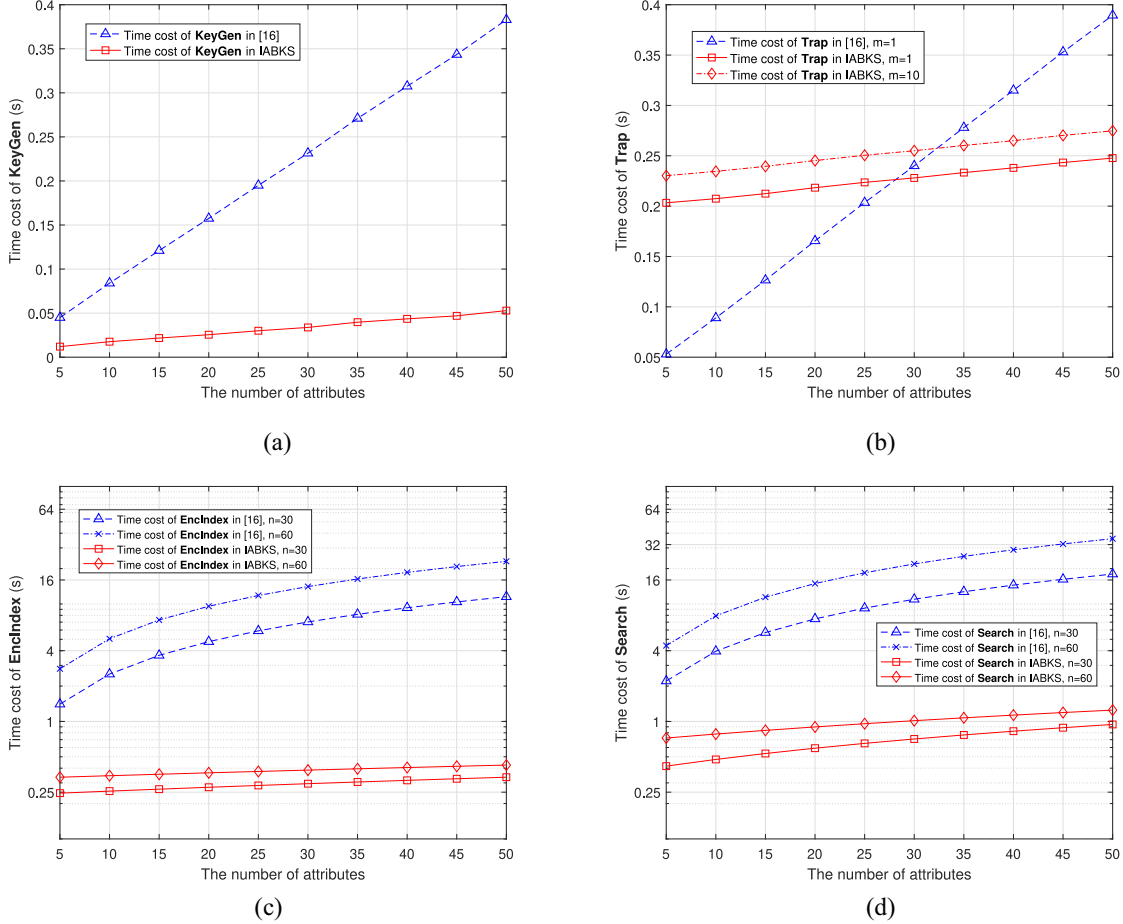 0.4
0.35
0.3
0.25
0.2
0.15
0.1
0.05
0
Time cost of KeyGen (s)
Time cost of KeyGen in [16]
Time cost of KeyGen in IABKS
5 10 15 20 25 30 35 40 45 50
The number of attributes
(a)
0.4
0.35
0.3
0.25
0.2
0.15
0.1
0.05
Time cost of Trap (s)
Time cost of Trap in [16], m=1
Time cost of Trap in IABKS, m=1
Time cost of Trap in IABKS, m=10
5 10 15 20 25 30 35 40 45 50
The number of attributes
(b)
64
16
4
1
0.25
Time cost of EncIndex (s)
Time cost of EncIndex in [16], n=30
Time cost of EncIndex in [16], n=60
Time cost of EncIndex in IABKS, n=30
Time cost of EncIndex in IABKS, n=60
5 10 15 20 25 30 35 40 45 50
The number of attributes
(c)
64
32
16
4
1
0.25
Time cost of Search (s)
Time cost of Search in [16], n=30
Time cost of Search in [16], n=60
Time cost of Search in IABKS, n=30
Time cost of Search in IABKS, n=60
5 10 15 20 25 30 35 40 45 50
The number of attributes
(d)